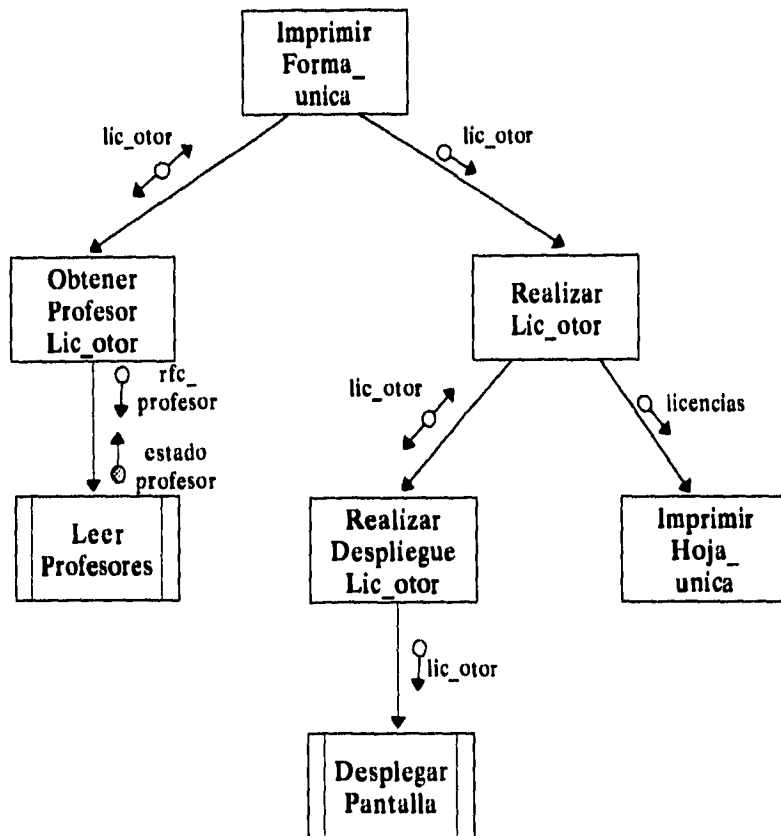 Imprimir
Forma_
unica
lic_otor
lic_otor
Obtener
Profesor
Lic_otor
Realizar
Lic_otor
rfc_
profesor
lic_otor
licencias
estado
profesor
Leer
Profesores
Realizar
Despliegue
Lic_otor
Imprimir
Hoja_
unica
lic_otor
Desplegar
Pantalla